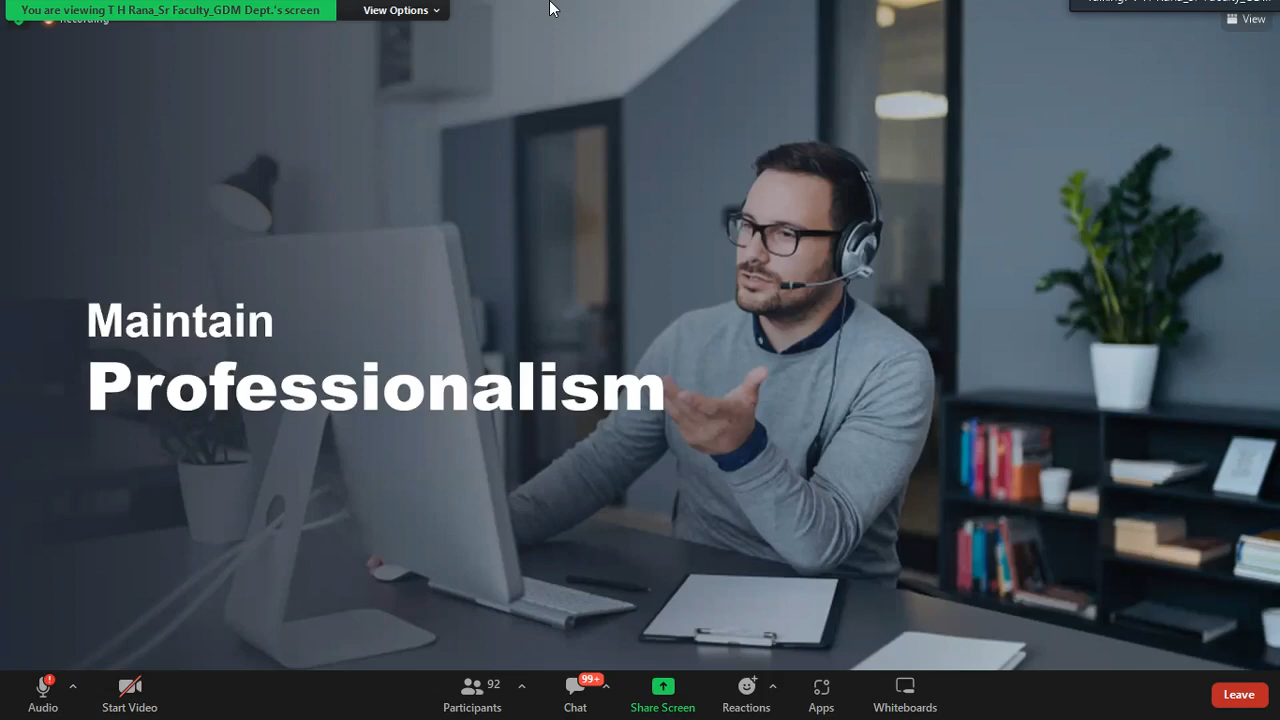 You are viewing T H Rana_Sr Faculty_GDM Dept.'s screen
View Options
Recording
View
Maintain
Professionalism
Audio
Start Video
92
Participants
99+
Chat
Share Screen
Reactions
Apps
Whiteboards
Leave